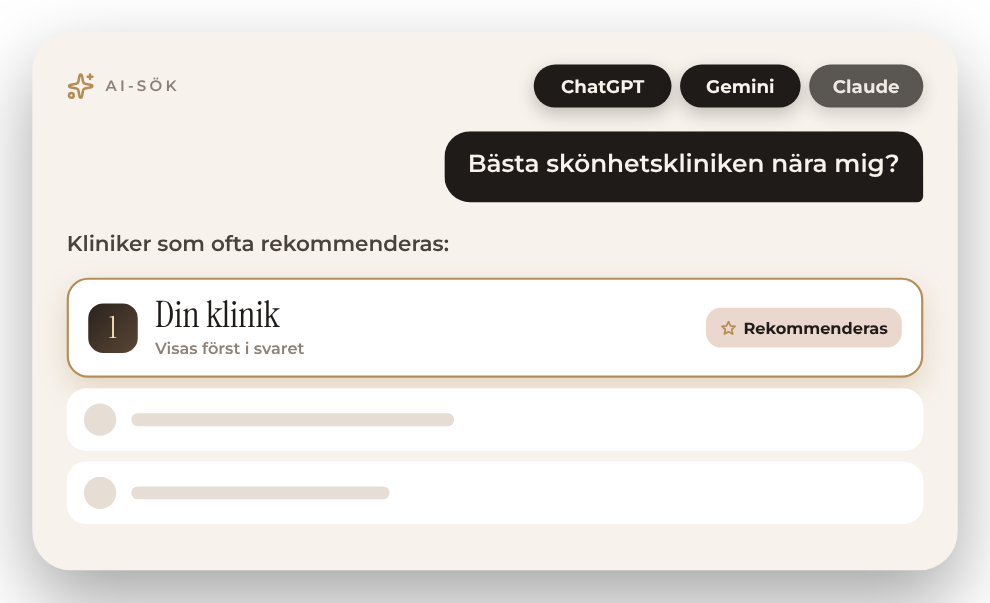 AI-SÖK
ChatGPT
Gemini
Claude
Bästa skönhetskliniken nära mig?
Kliniker som ofta rekommenderas:
1
Din klinik
Visas först i svaret
Rekommenderas